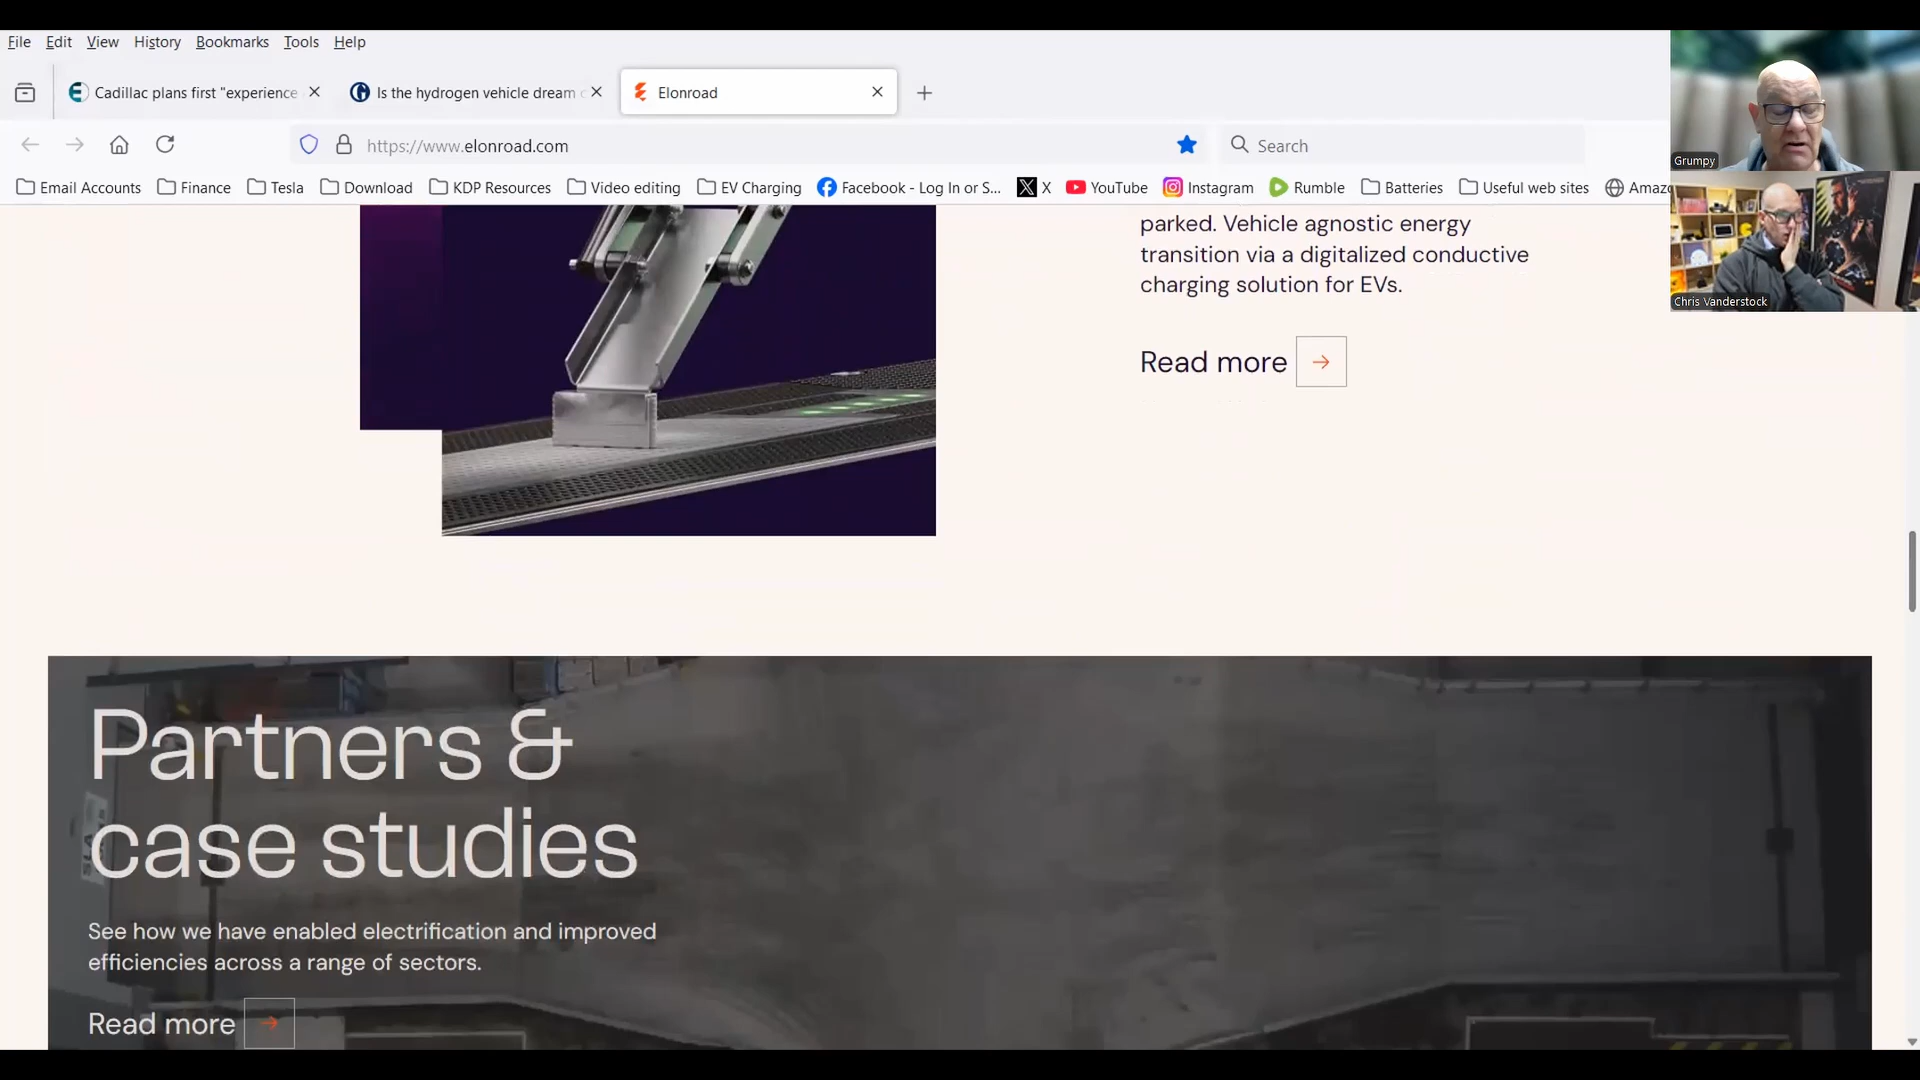 File Edit View History Bookmarks Tools Help
Cadillac plans first "experience
Is the hydrogen vehicle dream
Elonroad
https://www.elonroad.com
Search
Email Accounts Finance Tesla Download KDP Resources Video editing EV Charging Facebook - Log In or S... X YouTube Instagram Rumble Batteries Useful web sites Amaz
Grumpy
Chris Vanderstock
parked. Vehicle agnostic energy
transition via a digitalized conductive
charging solution for EVs.
Read more
Partners &
case studies
See how we have enabled electrification and improved
efficiencies across a range of sectors.
Read more